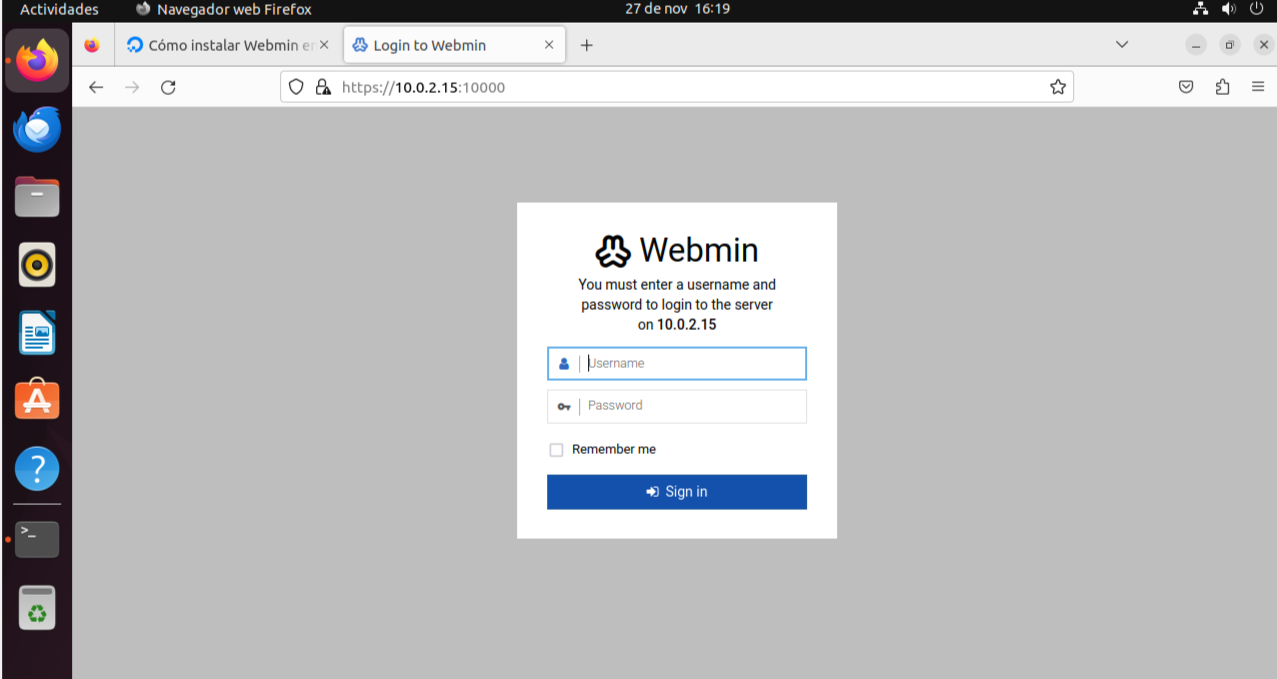 Actividades Navegador web Firefox 27 de nov 16:19
Cómo instalar Webmin en Login to Webmin
https://10.0.2.15:10000
Webmin
You must enter a username and
password to login to the server
on 10.0.2.15
Username
Password
Remember me
Sign in